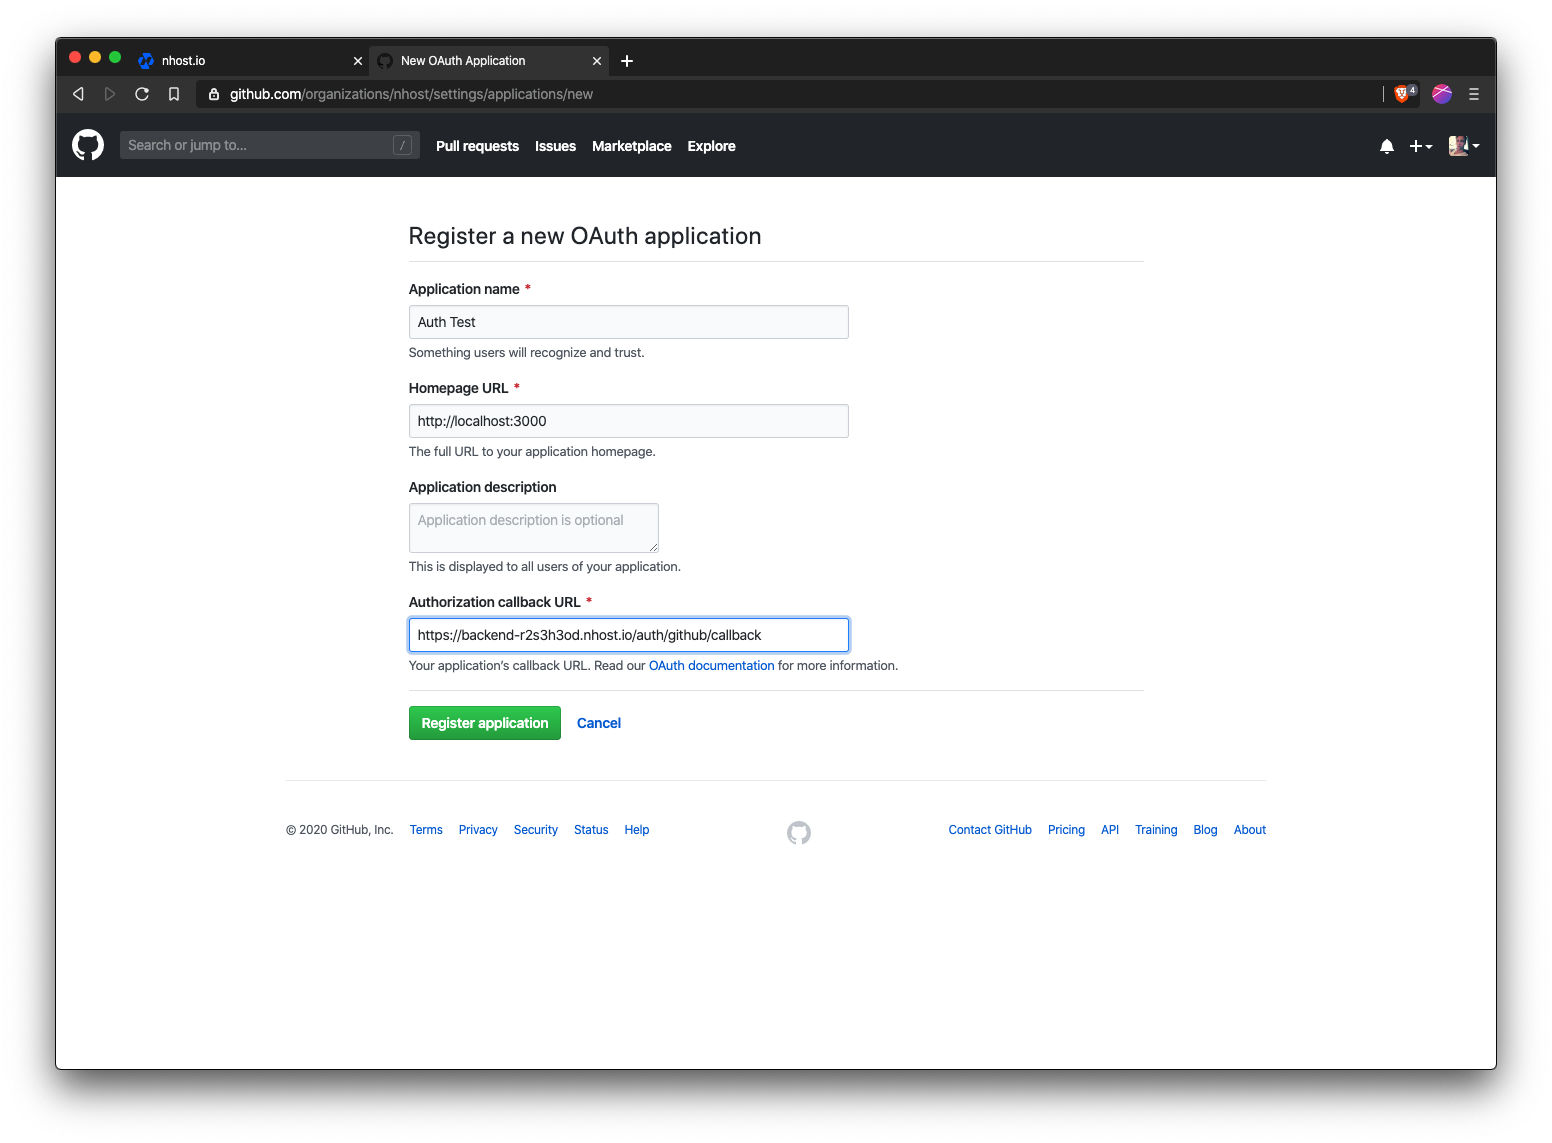 nhost.io
New OAuth Application
github.com/organizations/nhost/settings/applications/new
4
Search or jump to...
/
Pull requests Issues Marketplace Explore
Register a new OAuth application
Application name *
Auth Test
Something users will recognize and trust.
Homepage URL *
http://localhost:3000
The full URL to your application homepage.
Application description
Application description is optional
This is displayed to all users of your application.
Authorization callback URL *
https://backend-r2s3h3od.nhost.io/auth/github/callback
Your application's callback URL. Read our OAuth documentation for more information.
Register application Cancel
© 2020 GitHub, Inc. Terms Privacy Security Status Help
Contact GitHub Pricing API Training Blog About